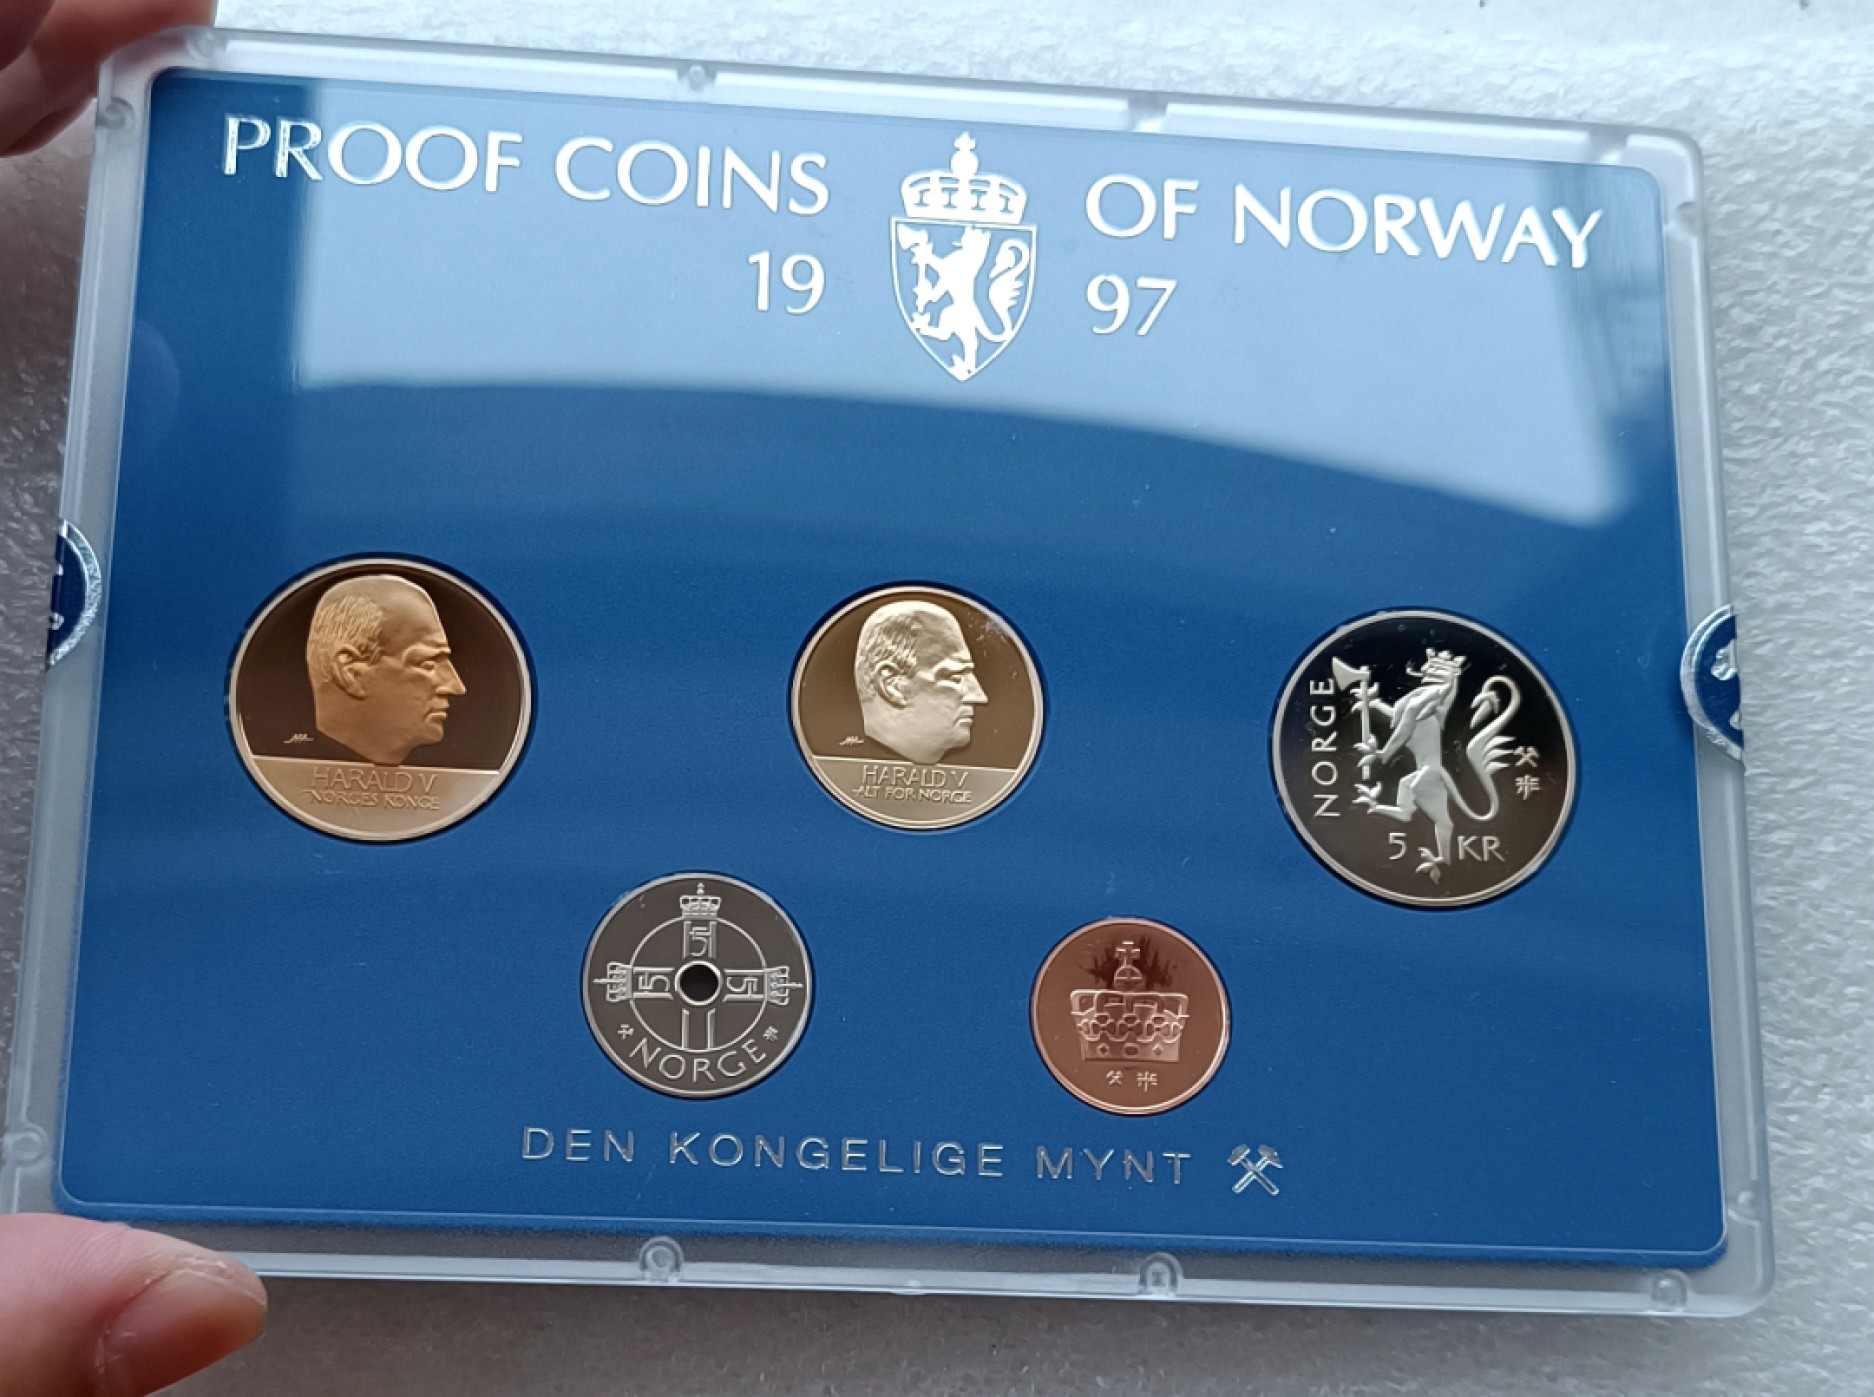 PROOF COINS OF NORWAY
19 97
HARALD V
NORGES KONGE
HARALD V
ALT FOR NORGE
NORGE
5 KR
NORGE
DEN KONGELIGE MYNT